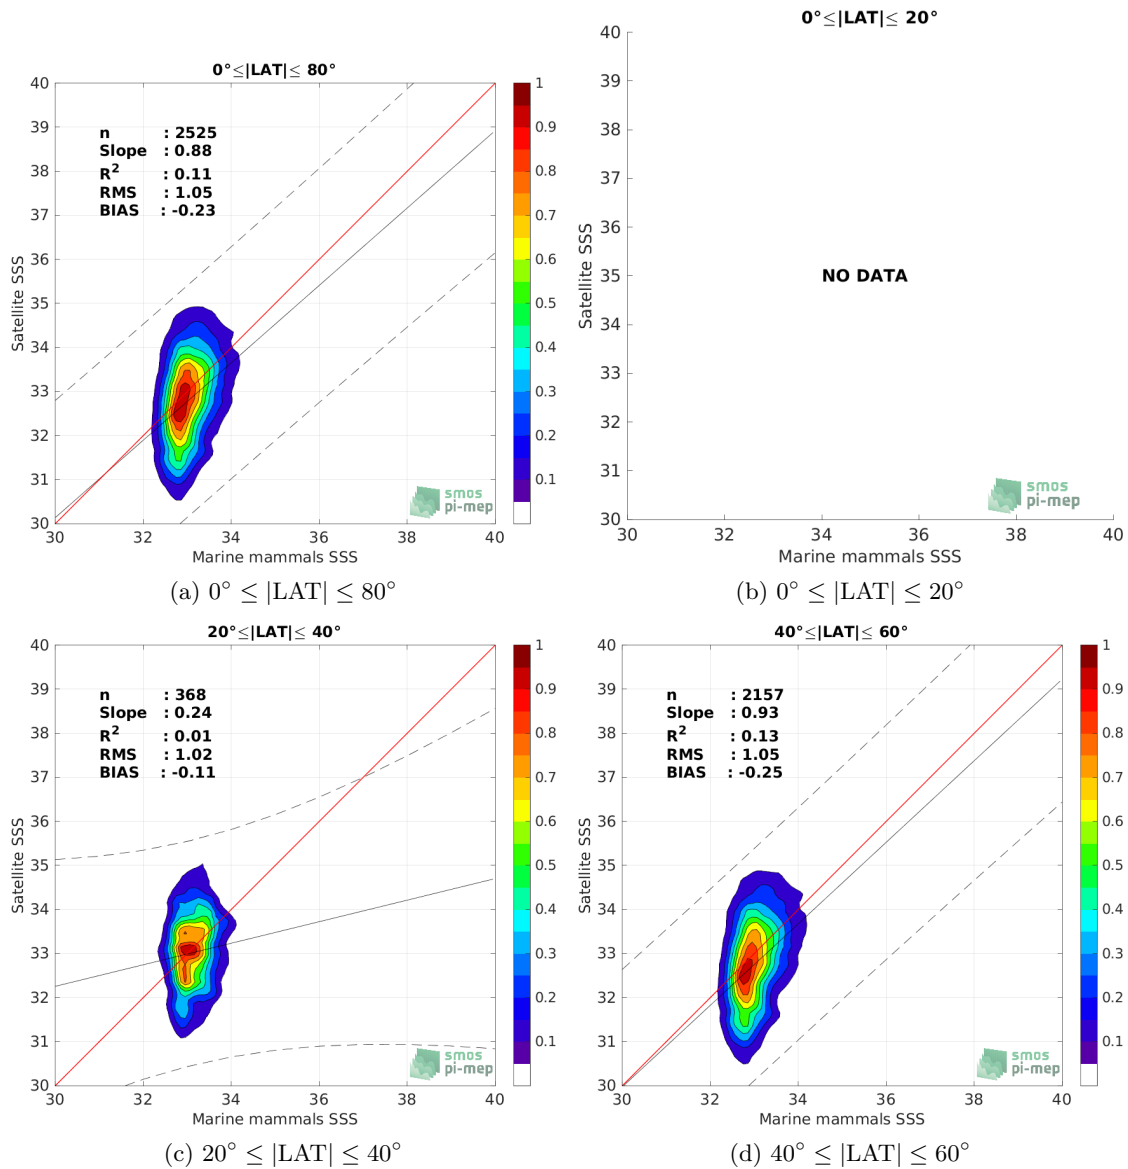 0°≤|LAT|≤ 80°
40
39
38
37
36
35
34
33
32
31
30
Satellite SSS
n : 2525
Slope : 0.88
R² : 0.11
RMS : 1.05
BIAS : -0.23
smos
pi-mep
30 32 34 36 38 40
Marine mammals SSS
1
0.9
0.8
0.7
0.6
0.5
0.4
0.3
0.2
0.1
(a) 0° ≤ |LAT| ≤ 80°
0°≤|LAT|≤ 20°
40
39
38
37
36
35
34
33
32
31
30
Satellite SSS
NO DATA
smos
pi-mep
30 32 34 36 38 40
Marine mammals SSS
(b) 0° ≤ |LAT| ≤ 20°
20°≤|LAT|≤ 40°
40
39
38
37
36
35
34
33
32
31
30
Satellite SSS
n : 368
Slope : 0.24
R² : 0.01
RMS : 1.02
BIAS : -0.11
smos
pi-mep
30 32 34 36 38 40
Marine mammals SSS
1
0.9
0.8
0.7
0.6
0.5
0.4
0.3
0.2
0.1
(c) 20° ≤ |LAT| ≤ 40°
40°≤|LAT|≤ 60°
40
39
38
37
36
35
34
33
32
31
30
Satellite SSS
n : 2157
Slope : 0.93
R² : 0.13
RMS : 1.05
BIAS : -0.25
smos
pi-mep
30 32 34 36 38 40
Marine mammals SSS
1
0.9
0.8
0.7
0.6
0.5
0.4
0.3
0.2
0.1
(d) 40° ≤ |LAT| ≤ 60°